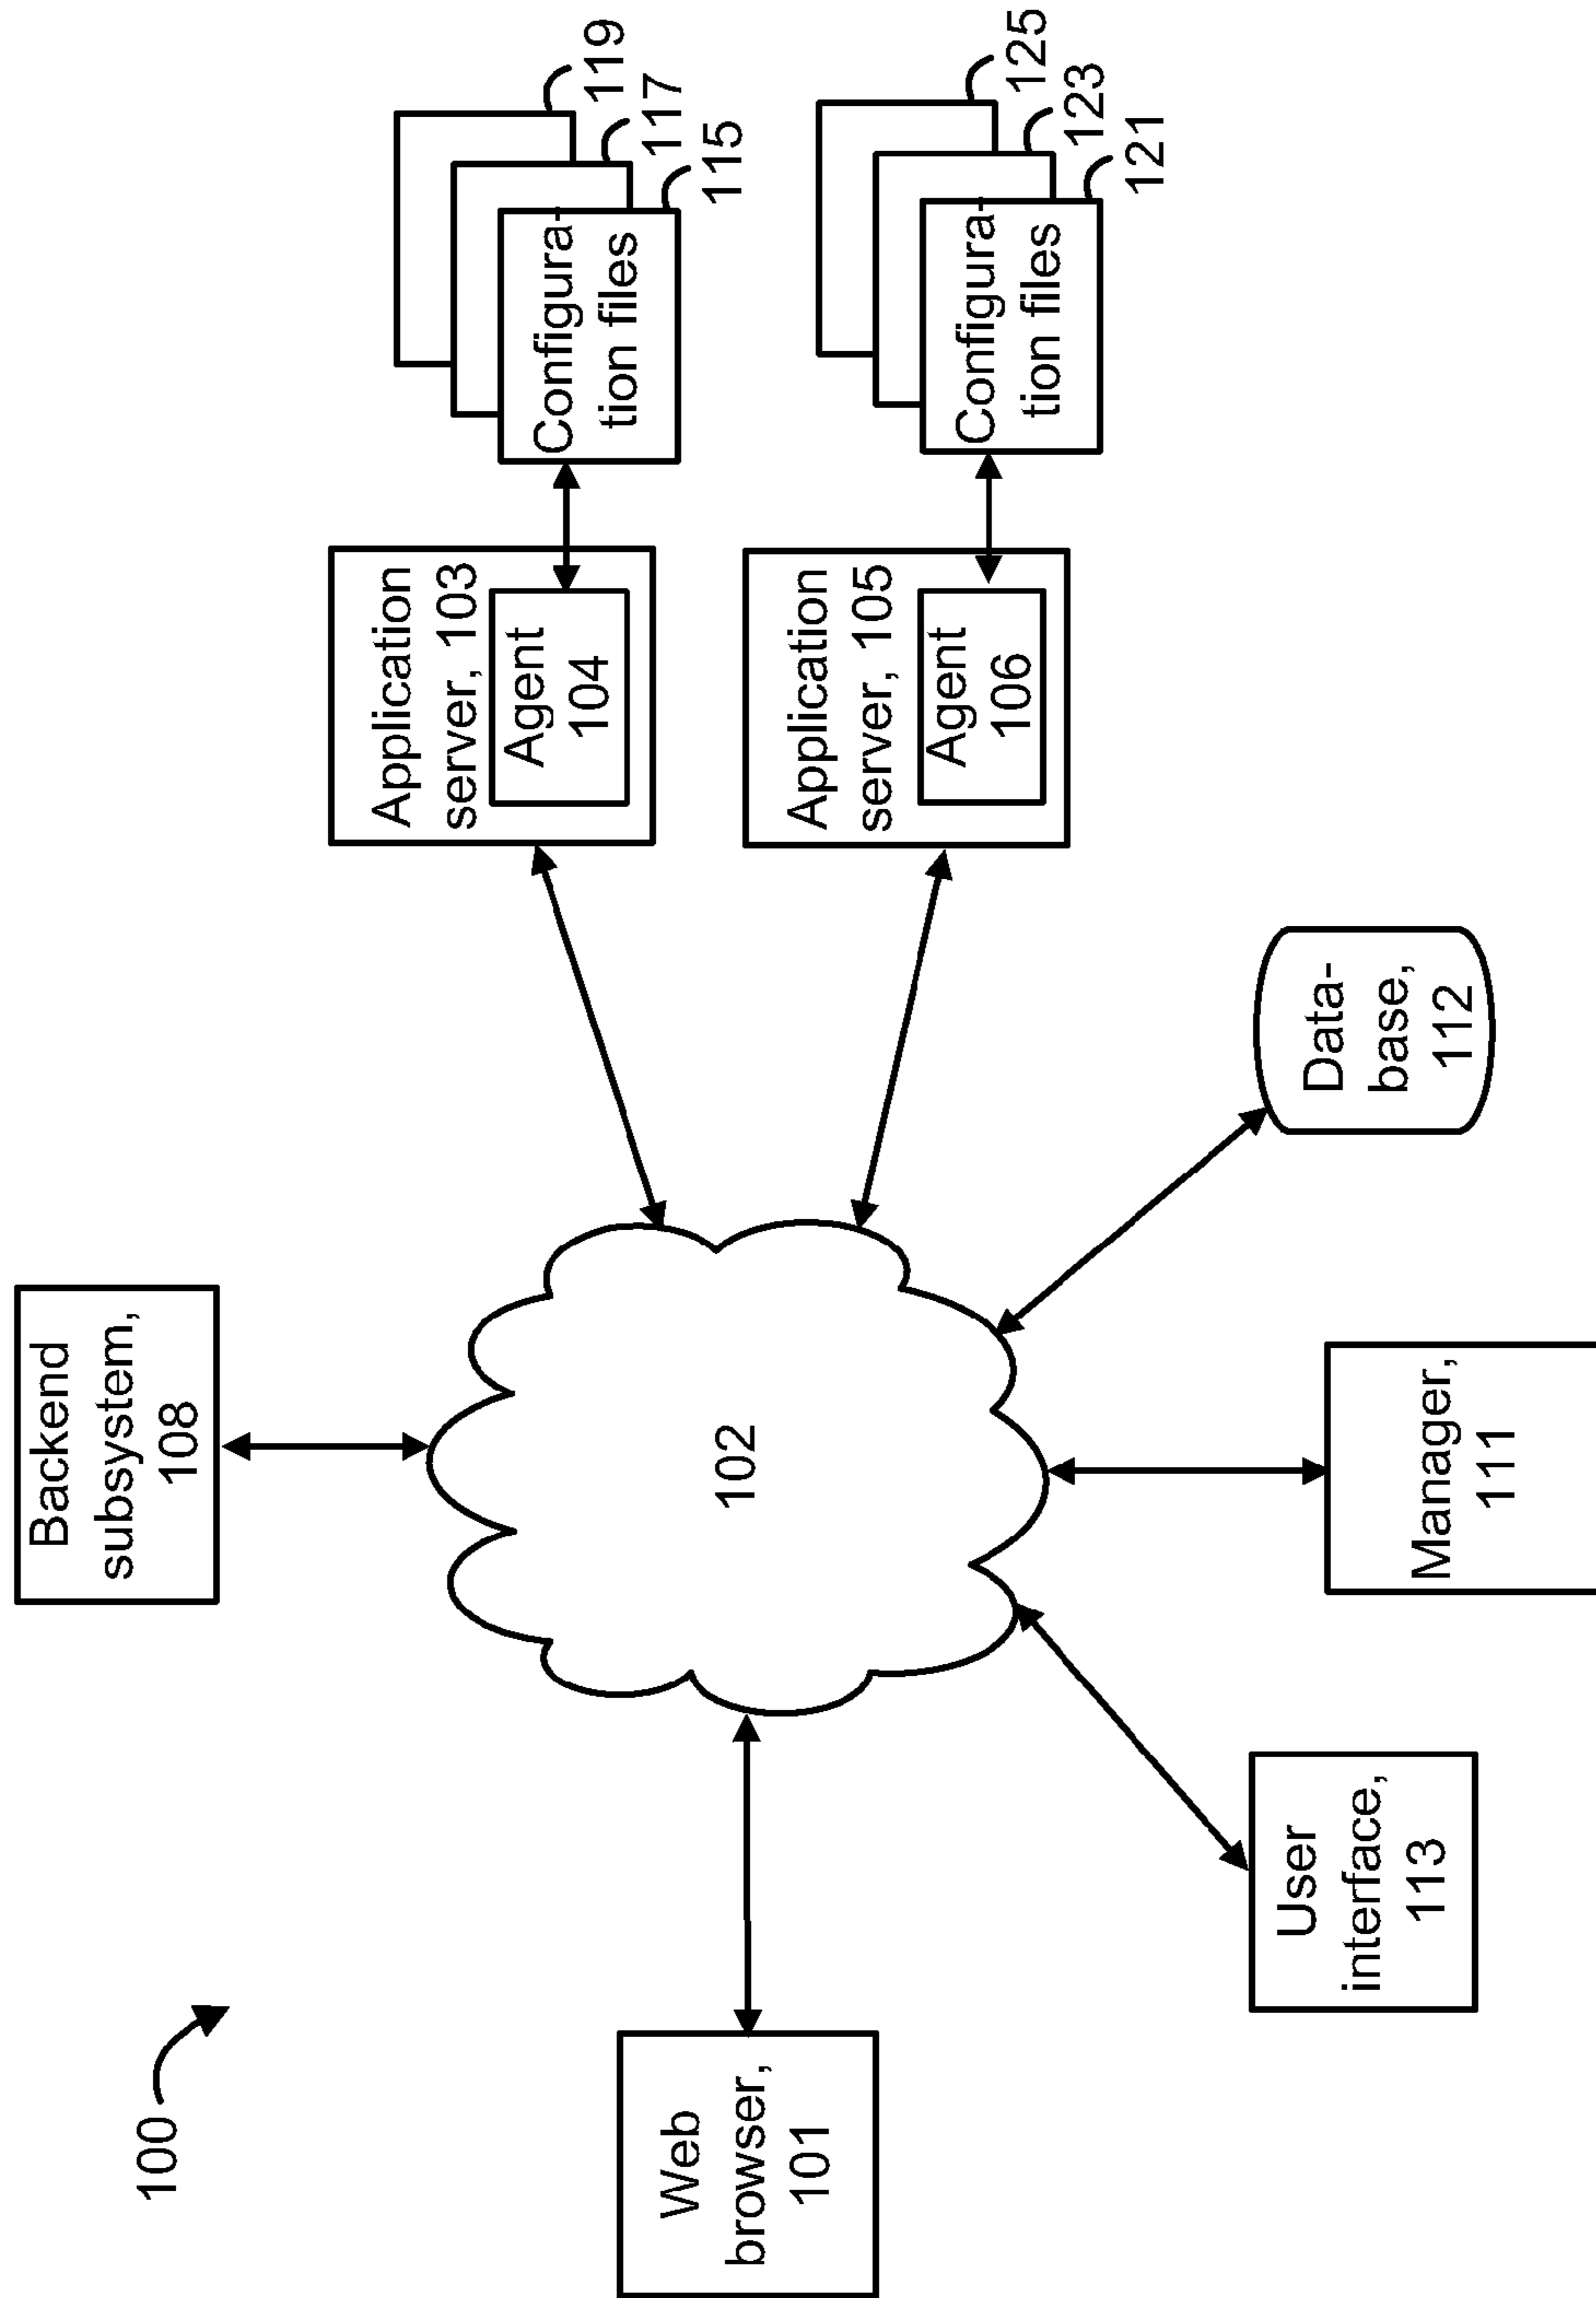 100
Backend
subsystem,
108
Application
server, 103
Agent
104
Configura-
tion files
119
117
115
Web
browser,
101
102
Application
server, 105
Agent
106
Configura-
tion files
125
123
121
User
interface,
113
Manager,
111
Data-
base,
112